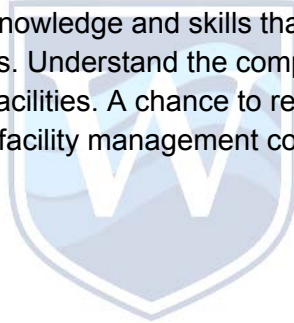 nowledge and skills tha
s. Understand the comp
acilities. A chance to re
facility management co
W